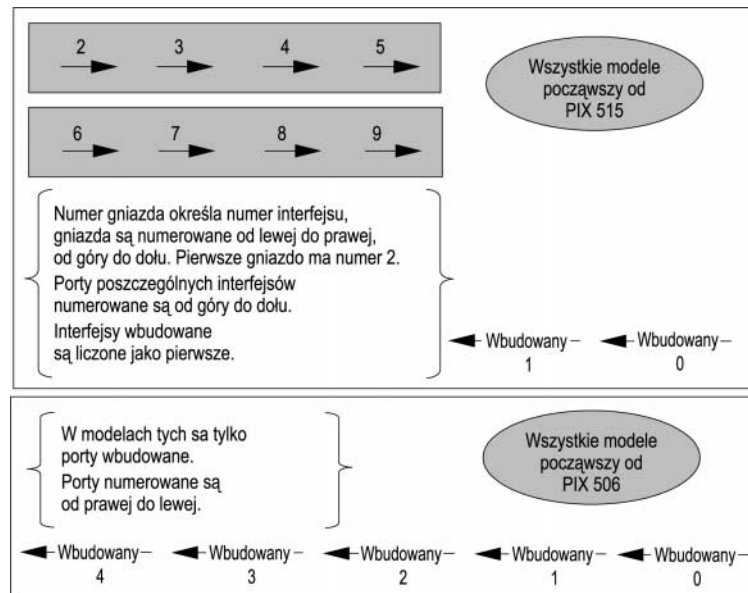 2 3 4 5
Wszystkie modele
począwszy od
PIX 515
6 7 8 9
Numer gniazda określa numer interfejsu,
gniazda są numerowane od lewej do prawej,
od góry do dołu. Pierwsze gniazdo ma numer 2.
Porty poszczególnych interfejsów
numerowane są od góry do dołu.
Interfejsy wbudowane
są liczone jako pierwsze.
Wbudowany Wbudowany
1 0
W modelach tych sa tylko
porty wbudowane.
Porty numerowane są
od prawej do lewej.
Wszystkie modele
począwszy od
PIX 506
Wbudowany Wbudowany Wbudowany Wbudowany Wbudowany
4 3 2 1 0